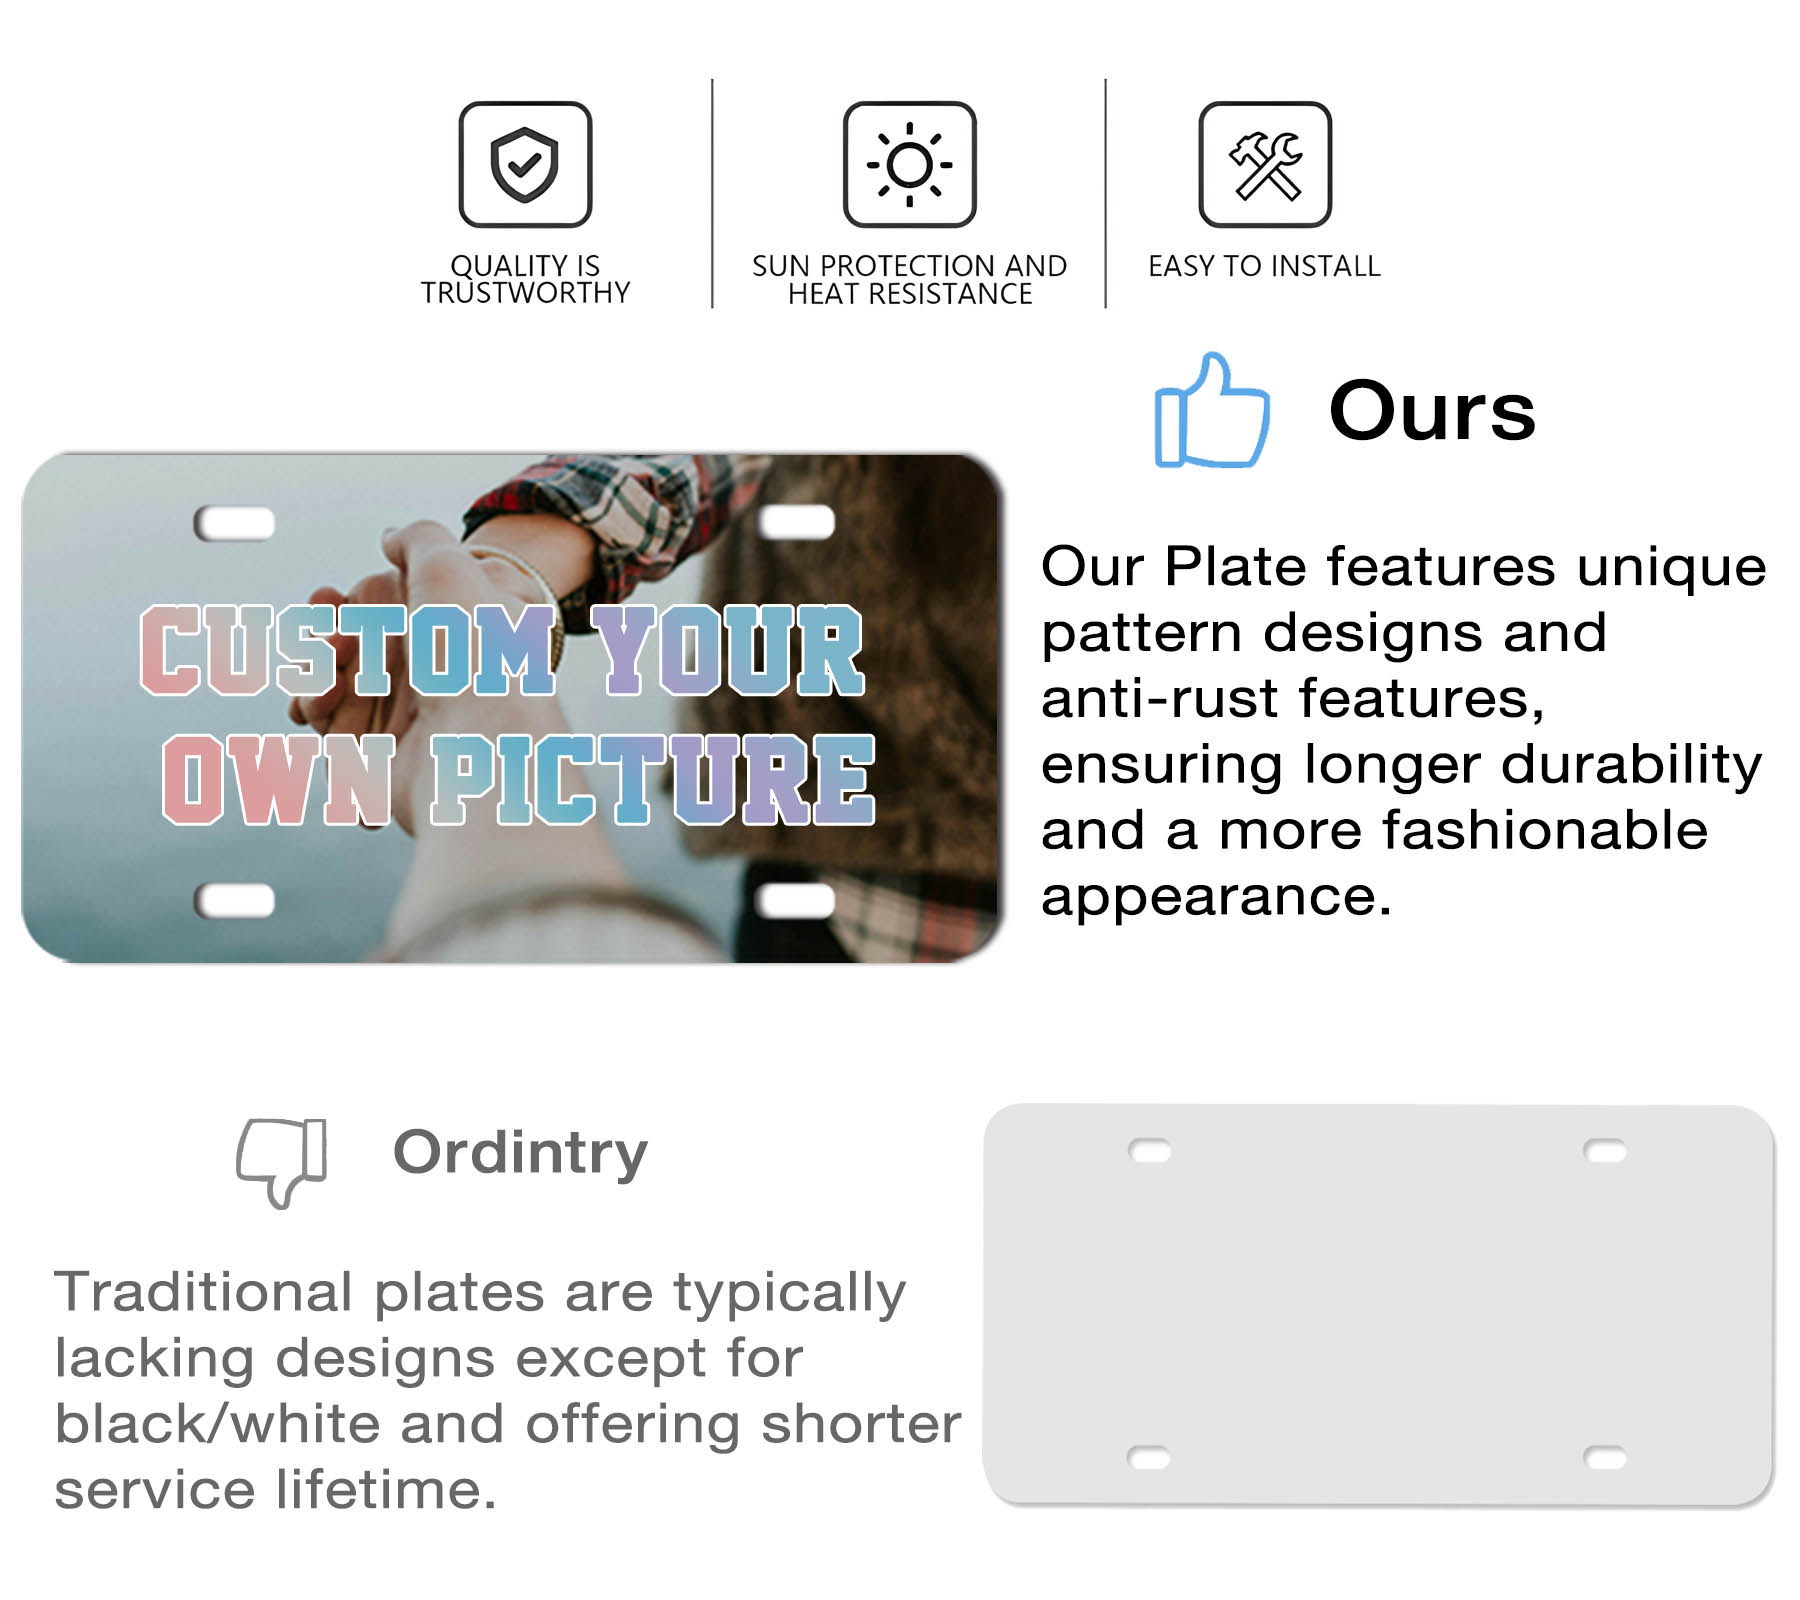 QUALITY IS
TRUSTWORTHY
SUN PROTECTION AND
HEAT RESISTANCE
EASY TO INSTALL
Ours
CUSTOM YOUR
OWN PICTURE
Our Plate features unique
pattern designs and
anti-rust features,
ensuring longer durability
and a more fashionable
appearance.
Ordintry
Traditional plates are typically
lacking designs except for
black/white and offering shorter
service lifetime.